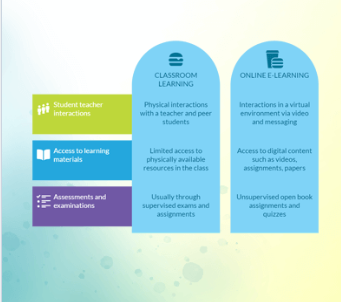 CLASSROOM
LEARNING
ONLINE E-LEARNING
Student teacher
interactions
Physical interactions
with a teacher and peer
students
Interactions in a virtual
environment via video
and messaging
Access to learning
materials
Limited access to
physically available
resources in the class
Access to digital content
such as videos,
assignments, papers
Assessments and
examinations
Usually through
supervised exams and
assignments
Unsupervised open book
assignments and
quizzes